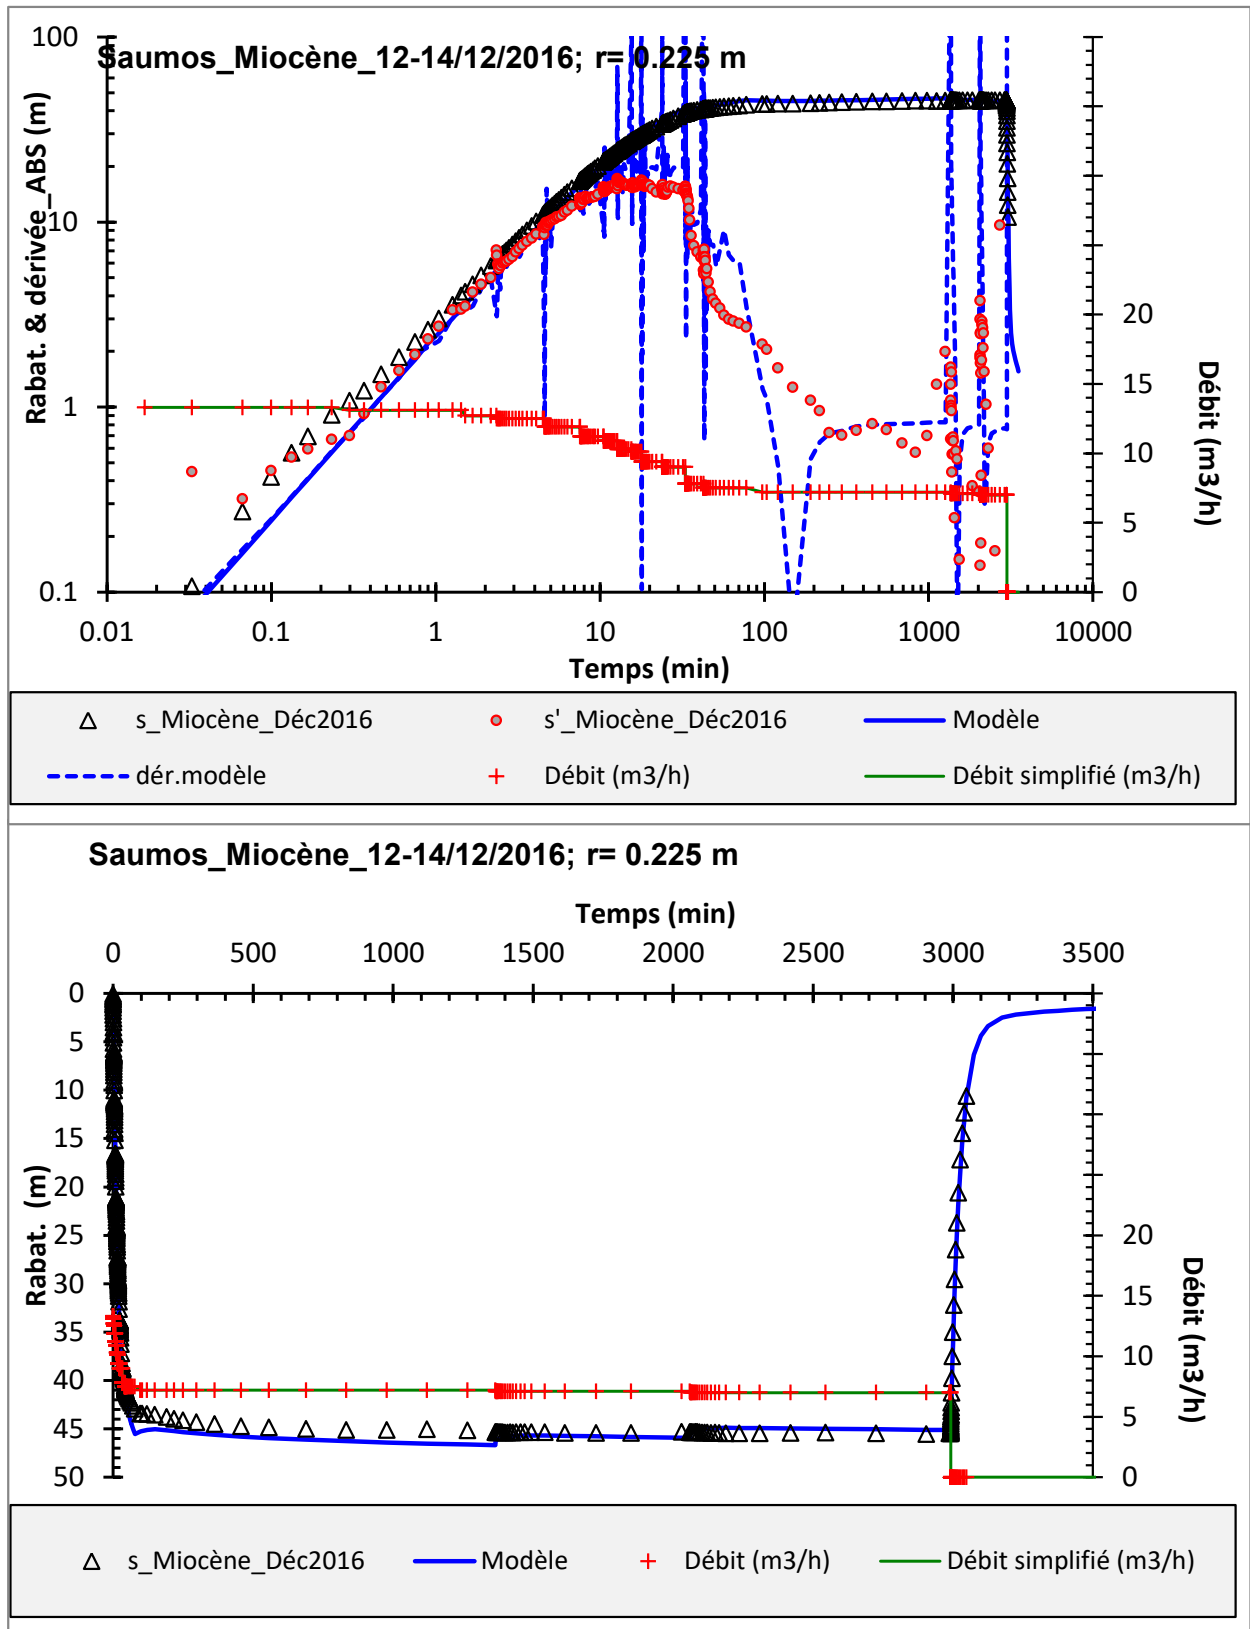 Saumos_Miocène_12-14/12/2016; r= 0.225 m
Rabat. & dérivée_ABS (m)
100
10
1
0.1
0.01 0.1 1 10 100 1000 10000
Temps (min)
20
15
10
5
0
Débit (m3/h)
s_Miocène_Déc2016 s'_Miocène_Déc2016 Modèle
dér.modèle Débit (m3/h) Débit simplifié (m3/h)
Saumos_Miocène_12-14/12/2016; r= 0.225 m
Temps (min)
0 500 1000 1500 2000 2500 3000 3500
Rabat. (m)
0
5
10
15
20
25
30
35
40
45
50
20
15
10
5
0
Débit (m3/h)
s_Miocène_Déc2016 Modèle Débit (m3/h) Débit simplifié (m3/h)